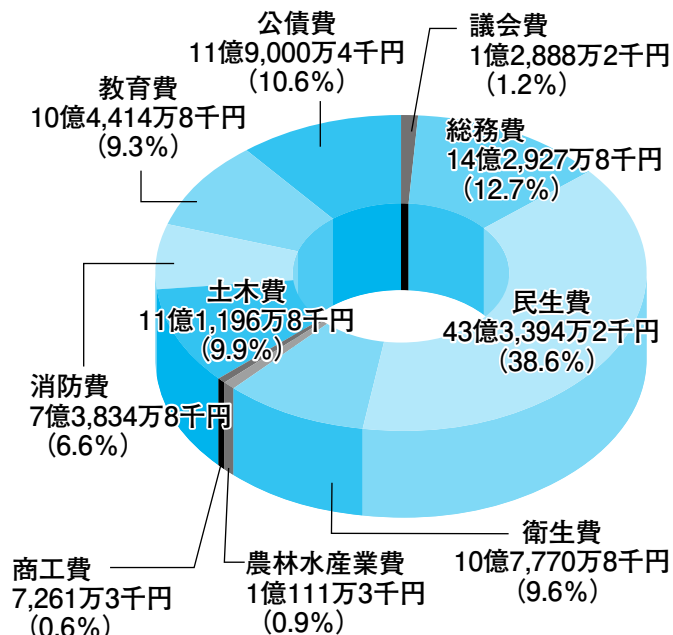 公債費
11億9,000万4千円
（10.6%）
議会費
1億2,888万2千円
（1.2%）
総務費
14億2,927万8千円
（12.7%）
民生費
43億3,394万2千円
（38.6%）
衛生費
10億7,770万8千円
（9.6%）
農林水産業費
1億111万3千円
（0.9%）
商工費
7,261万3千円
（0.6%）
土木費
11億1,196万8千円
（9.9%）
消防費
7億3,834万8千円
（6.6%）
教育費
10億4,414万8千円
（9.3%）